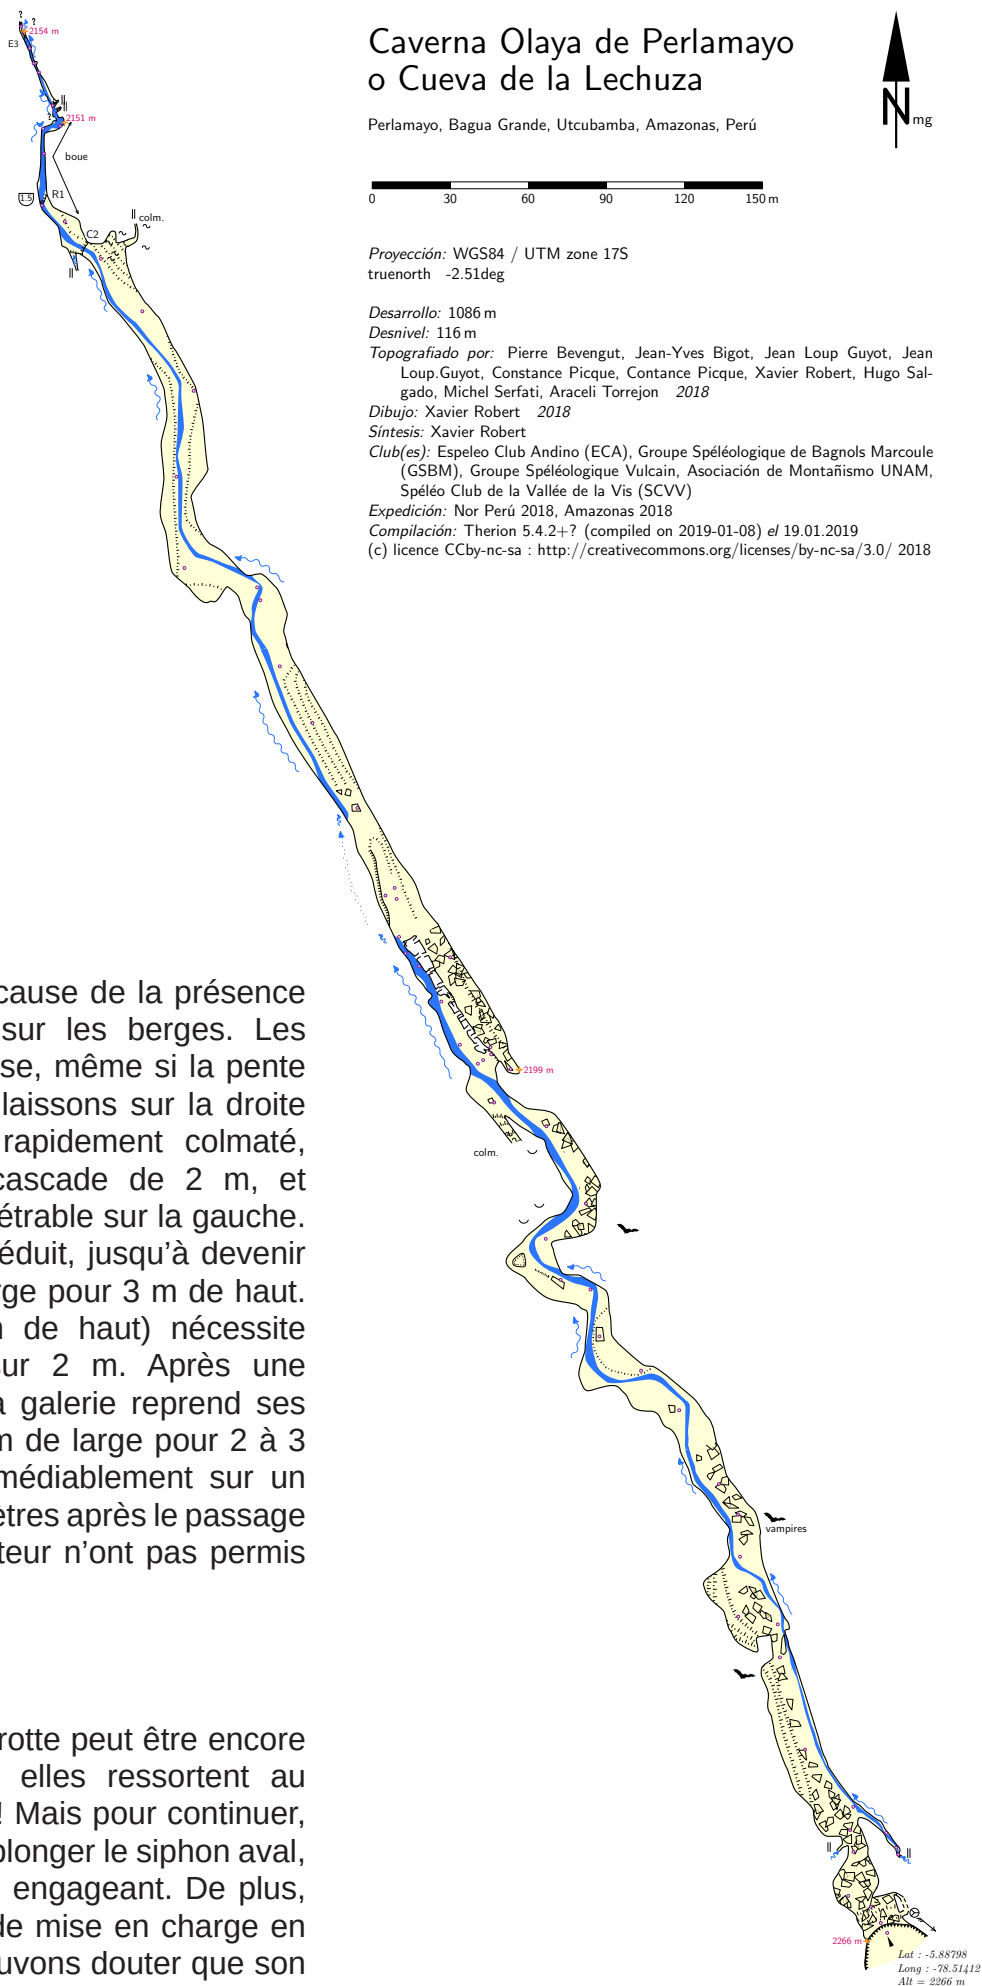 Caverna Olaya de Perlamayo
o Cueva de la Lechuza
Perlamayo, Bagua Grande, Utcubamba, Amazonas, Perú
N mg
0 30 60 90 120 150 m
Proyección: WGS84 / UTM zone 17S
truenorth -2.51deg
Desarrollo: 1086 m
Desnivel: 116 m
Topografiado por: Pierre Bevengut, Jean-Yves Bigot, Jean Loup Guyot, Jean
Loup.Guyot, Constance Picque, Contance Picque, Xavier Robert, Hugo Sal-
gado, Michel Serfati, Araceli Torrejon 2018
Dibujo: Xavier Robert 2018
Síntesis: Xavier Robert
Club(es): Espeleo Club Andino (ECA), Groupe Spéléologique de Bagnols Marcoule
(GSBM), Groupe Spéléologique Vulcain, Asociación de Montañismo UNAM,
Spéléo Club de la Vallée de la Vis (SCVV)
Expedición: Nor Perú 2018, Amazonas 2018
Compilación: Therion 5.4.2+? (compiled on 2019-01-08) el 19.01.2019
(c) licence CCby-nc-sa : http://creativecommons.org/licenses/by-nc-sa/3.0/ 2018
? ?
2154 m
E3
?
2151 m
boue
1.5
R1
colm.
C2
cause de la présence
sur les berges. Les
se, même si la pente
laissons sur la droite
rapidement colmaté,
cascade de 2 m, et
étrable sur la gauche.
éduit, jusqu'à devenir
rge pour 3 m de haut.
de haut) nécessite
sur 2 m. Après une
a galerie reprend ses
m de large pour 2 à 3
médiablement sur un
ètres après le passage
teur n'ont pas permis
2199 m
colm.
vampires
rotte peut être encore
elles ressortent au
! Mais pour continuer,
plonger le siphon aval,
engageant. De plus,
de mise en charge en
uvons douter que son
2266 m
Lat : -5.88798
Long : -78.51412
Alt = 2266 m